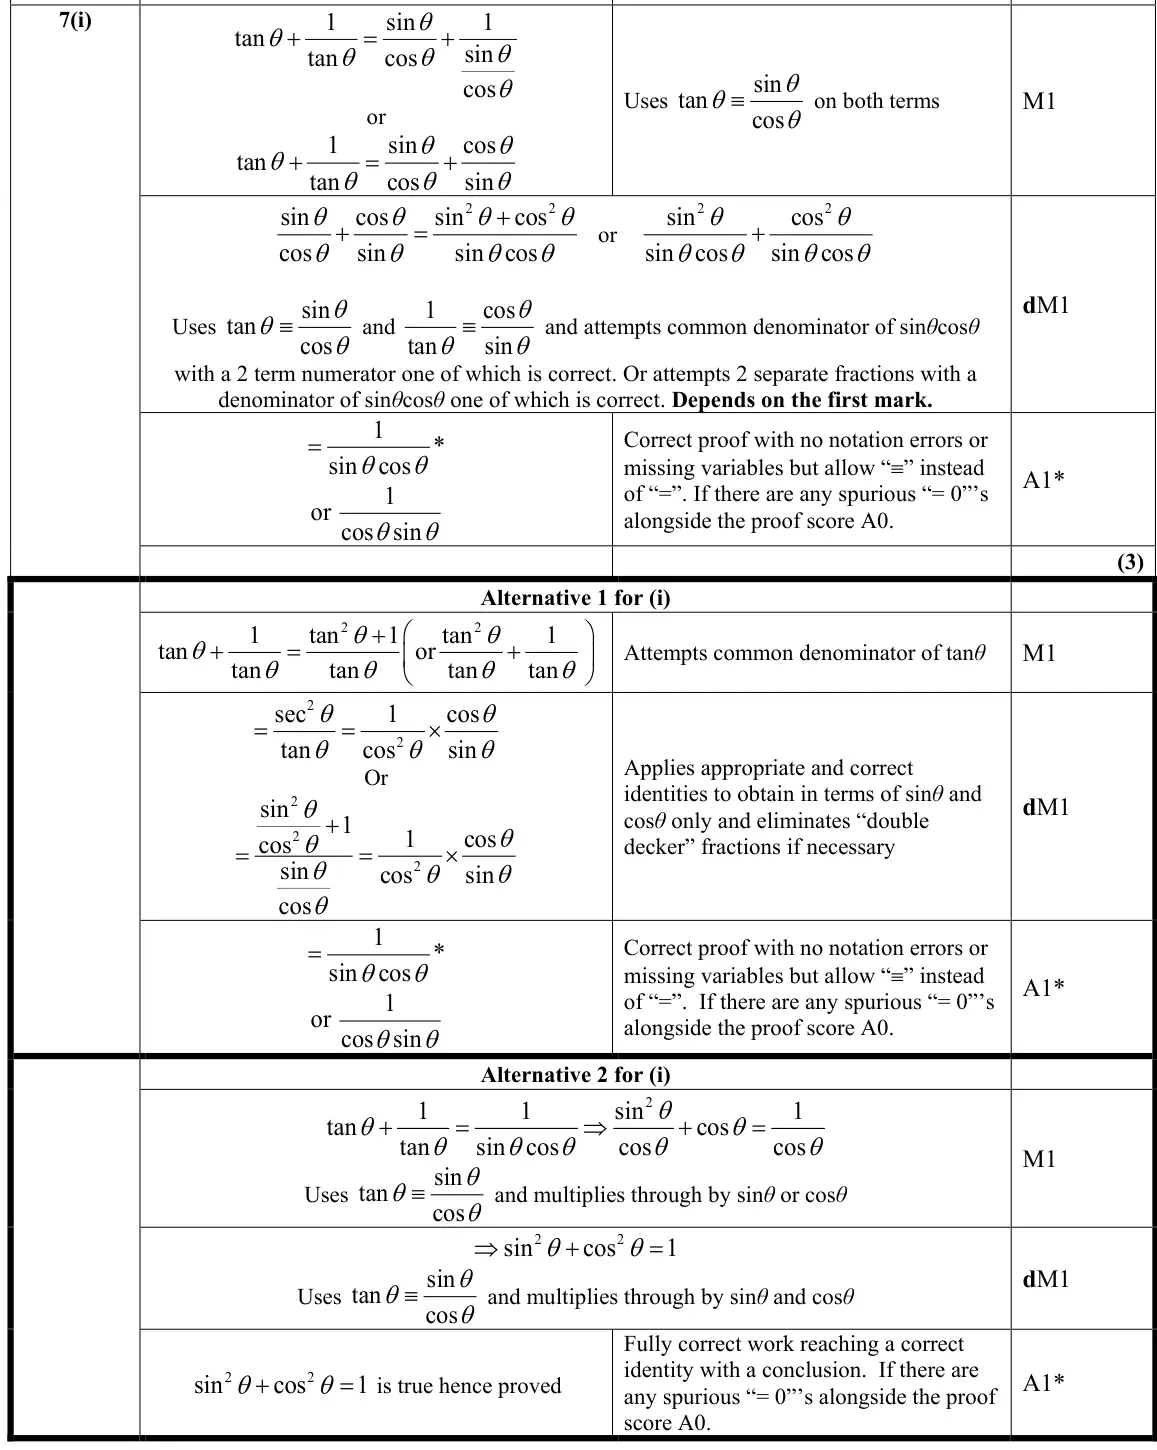 7(i)
tan θ + 1/tan θ = sin θ/cos θ + 1/(sin θ/cos θ)
or
tan θ + 1/tan θ = sin θ/cos θ + cos θ/sin θ
Uses tan θ ≡ sin θ/cos θ on both terms
M1
sin θ/cos θ + cos θ/sin θ = (sin² θ + cos² θ)/(sin θ cos θ) or sin² θ/(sin θ cos θ) + cos² θ/(sin θ cos θ)
Uses tan θ ≡ sin θ/cos θ and 1/tan θ ≡ cos θ/sin θ and attempts common denominator of sinθcosθ
with a 2 term numerator one of which is correct. Or attempts 2 separate fractions with a
denominator of sinθcosθ one of which is correct. Depends on the first mark.
dM1
= 1/(sin θ cos θ) *
or 1/(cos θ sin θ)
Correct proof with no notation errors or
missing variables but allow “≡” instead
of “=”. If there are any spurious “= 0”’s
alongside the proof score A0.
A1*
(3)
Alternative 1 for (i)
tan θ + 1/tan θ = (tan² θ + 1)/tan θ (or tan² θ/tan θ + 1/tan θ)
Attempts common denominator of tanθ
M1
= sec² θ/tan θ = 1/cos² θ × cos θ/sin θ
Or
= (sin² θ/cos² θ + 1)/(sin θ/cos θ) = 1/cos² θ × cos θ/sin θ
Applies appropriate and correct
identities to obtain in terms of sinθ and
cosθ only and eliminates “double
decker” fractions if necessary
dM1
= 1/(sin θ cos θ) *
or 1/(cos θ sin θ)
Correct proof with no notation errors or
missing variables but allow “≡” instead
of “=”. If there are any spurious “= 0”’s
alongside the proof score A0.
A1*
Alternative 2 for (i)
tan θ + 1/tan θ = 1/(sin θ cos θ) ⇒ sin² θ/cos θ + cos θ = 1/cos θ
Uses tan θ ≡ sin θ/cos θ and multiplies through by sinθ or cosθ
M1
⇒ sin² θ + cos² θ = 1
Uses tan θ ≡ sin θ/cos θ and multiplies through by sinθ and cosθ
dM1
sin² θ + cos² θ = 1 is true hence proved
Fully correct work reaching a correct
identity with a conclusion. If there are
any spurious “= 0”’s alongside the proof
score A0.
A1*